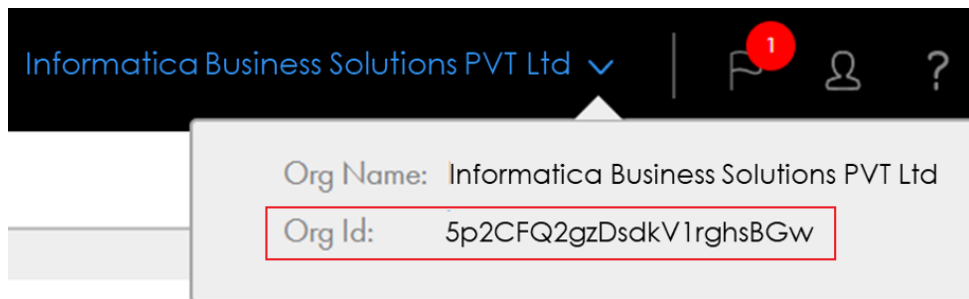 Informatica Business Solutions PVT Ltd
1
?
Org Name: Informatica Business Solutions PVT Ltd
Org Id: 5p2CFQ2gzDsdkV1rghsBGw